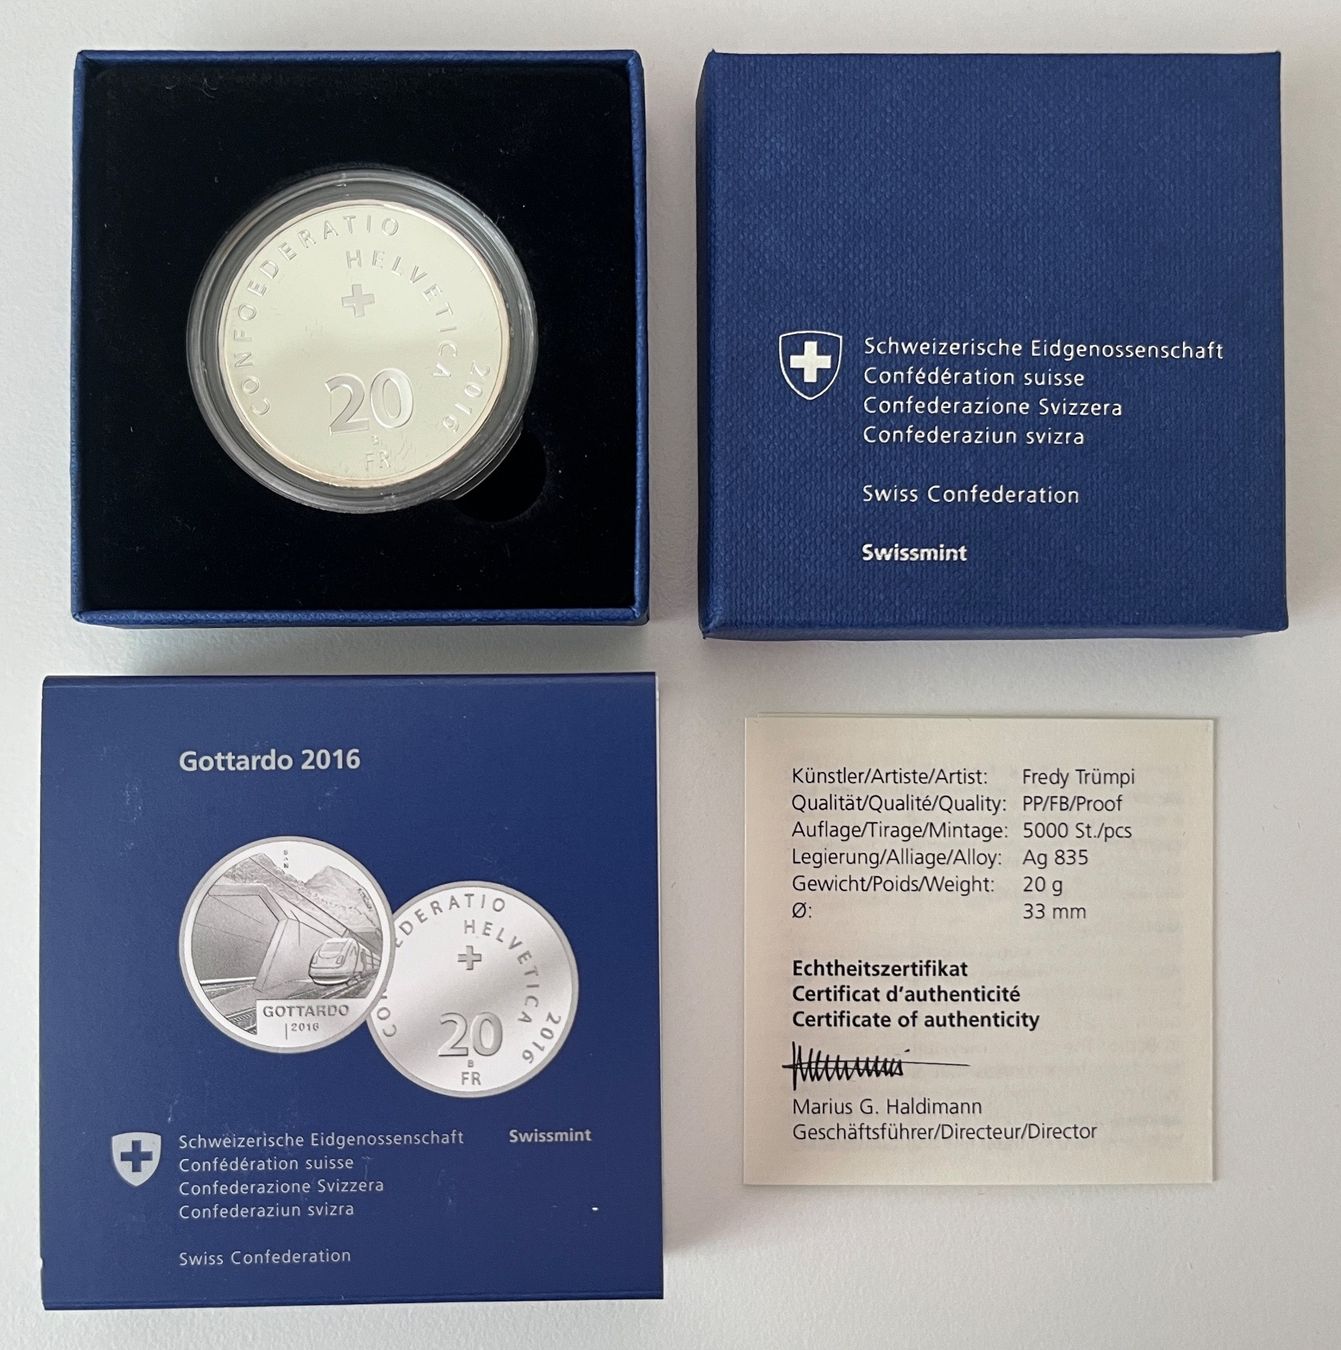 CONFOEDERATIO
HELVETICA
2016
20
B
FR
Schweizerische Eidgenossenschaft
Confédération suisse
Confederazione Svizzera
Confederaziun svizra
Swiss Confederation
Swissmint
Gottardo 2016
GOTTARDO
2016
EDERATIO
HELVETICA
2016
CON
20
B
FR
Schweizerische Eidgenossenschaft Swissmint
Confédération suisse
Confederazione Svizzera
Confederaziun svizra
Swiss Confederation
Künstler/Artiste/Artist: Fredy Trümpi
Qualität/Qualité/Quality: PP/FB/Proof
Auflage/Tirage/Mintage: 5000 St./pcs
Legierung/Alliage/Alloy: Ag 835
Gewicht/Poids/Weight: 20 g
Ø: 33 mm
Echtheitszertifikat
Certificat d'authenticité
Certificate of authenticity
Marius G. Haldimann
Geschäftsführer/Directeur/Director